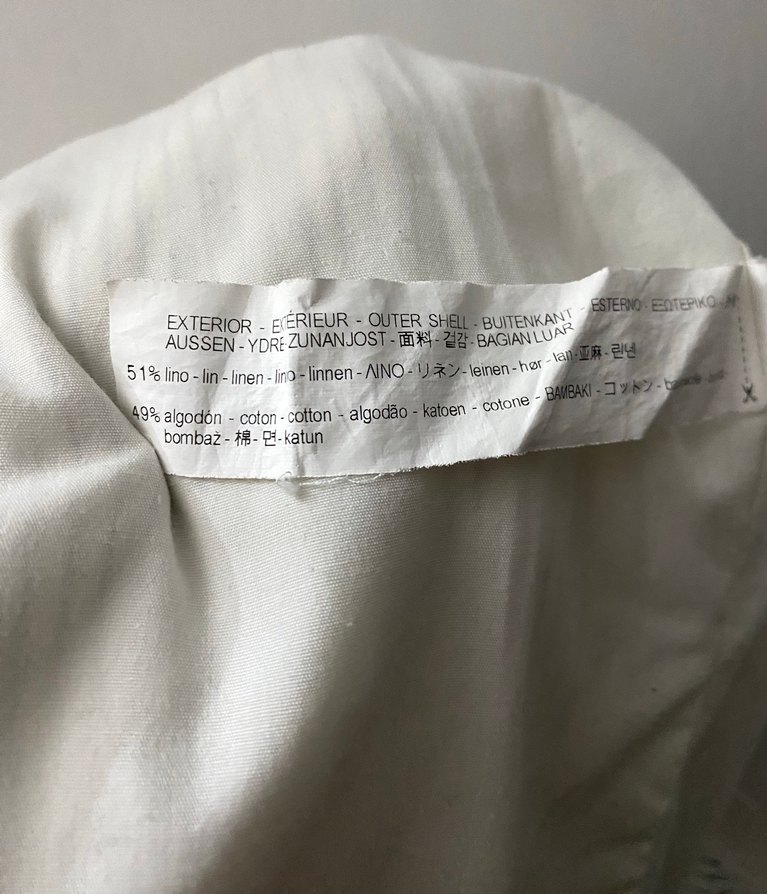 EXTERIOR - EXTÉRIEUR - OUTER SHELL - BUITENKANT - ESTERNO - ΕΞΩΤΕΡΙΚΟ -
AUSSEN - YDRE ZUNANJOST - 面料 - 겉감 - BAGIAN LUAR
51% lino - lin - linen - lino - linnen - ΛΙΝΟ - リネン - leinen - hør - lan - 亚麻 - 린넨
49% algodón - coton - cotton - algodão - katoen - cotone - ΒΑΜΒΑΚΙ - コットン -
bombaž - 棉 - 면 - katun